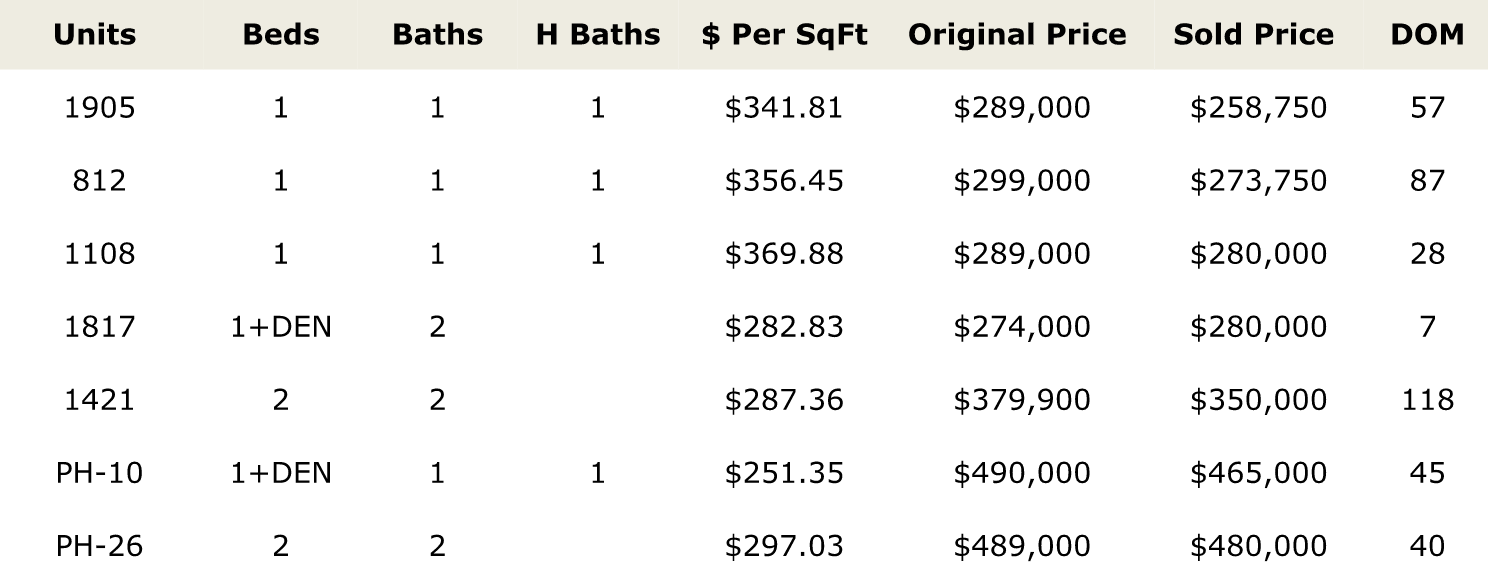 Units Beds Baths H Baths $ Per SqFt Original Price Sold Price DOM
1905 1 1 1 $341.81 $289,000 $258,750 57
812 1 1 1 $356.45 $299,000 $273,750 87
1108 1 1 1 $369.88 $289,000 $280,000 28
1817 1+DEN 2 $282.83 $274,000 $280,000 7
1421 2 2 $287.36 $379,900 $350,000 118
PH-10 1+DEN 1 1 $251.35 $490,000 $465,000 45
PH-26 2 2 $297.03 $489,000 $480,000 40